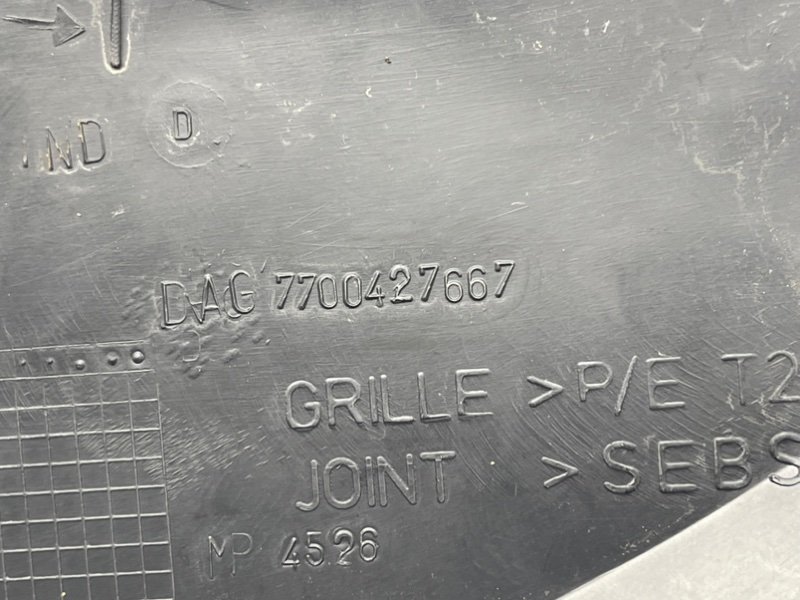 IND D
DAG 7700427667
GRILLE >P/E T2
JOINT >SEBS
MP 4526